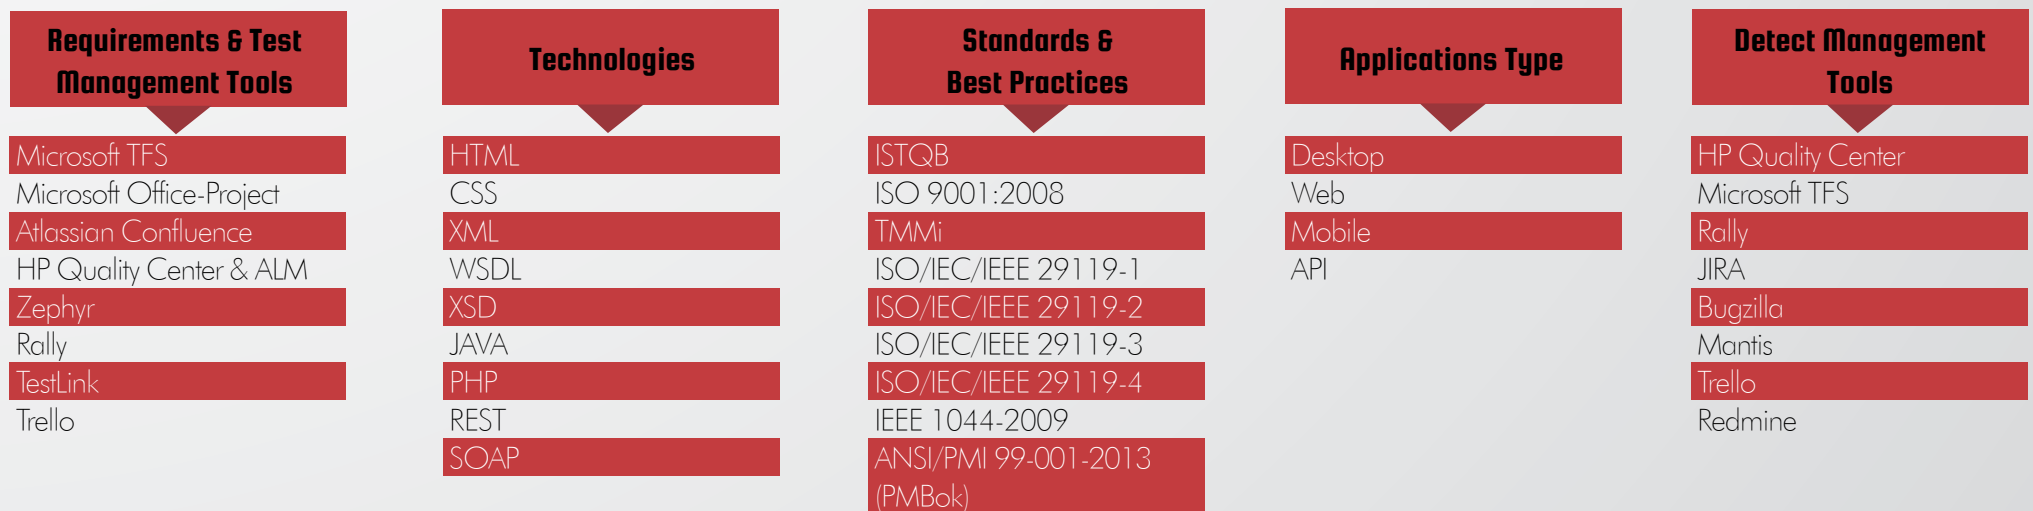 Requirements & Test
Management Tools
Microsoft TFS
Microsoft Office-Project
Atlassian Confluence
HP Quality Center & ALM
Zephyr
Rally
TestLink
Trello
Technologies
HTML
CSS
XML
WSDL
XSD
JAVA
PHP
REST
SOAP
Standards &
Best Practices
ISTQB
ISO 9001:2008
TMMi
ISO/IEC/IEEE 29119-1
ISO/IEC/IEEE 29119-2
ISO/IEC/IEEE 29119-3
ISO/IEC/IEEE 29119-4
IEEE 1044-2009
ANSI/PMI 99-001-2013
(PMBok)
Applications Type
Desktop
Web
Mobile
API
Detect Management
Tools
HP Quality Center
Microsoft TFS
Rally
JIRA
Bugzilla
Mantis
Trello
Redmine